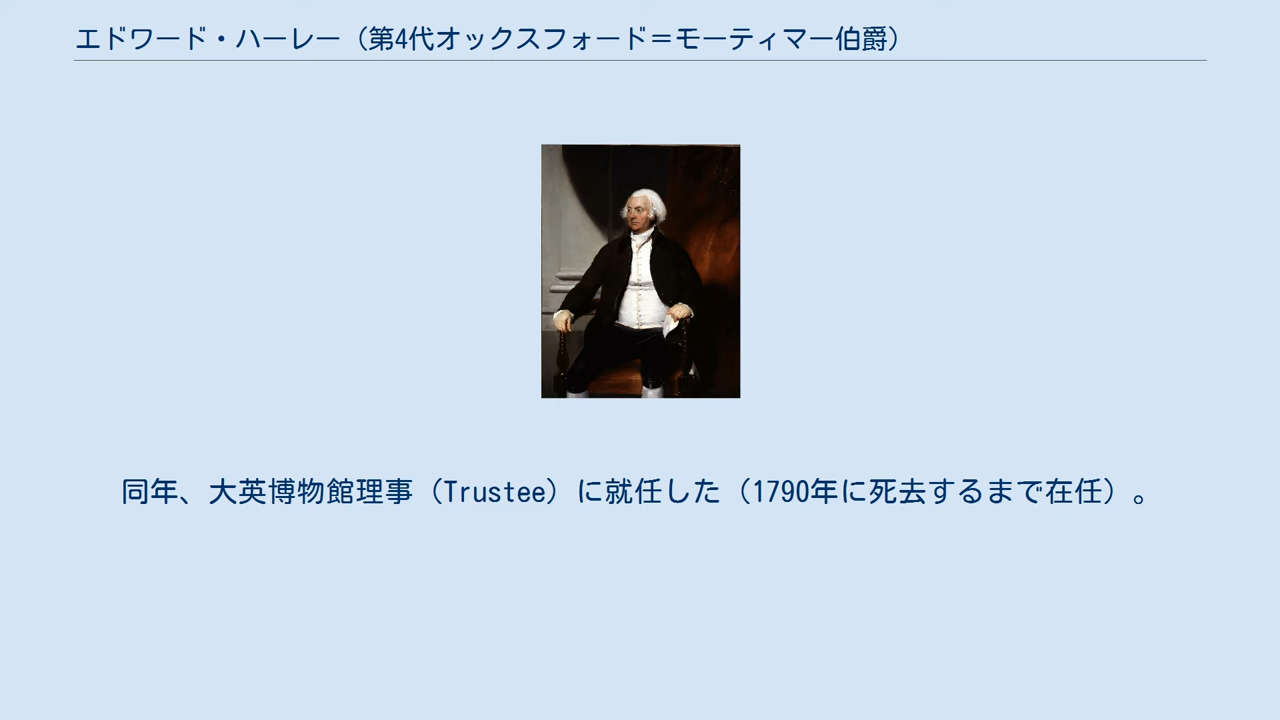 エドワード・ハーレー（第4代オックスフォード＝モーティマー伯爵）
同年、大英博物館理事（Trustee）に就任した（1790年に死去するまで在任）。